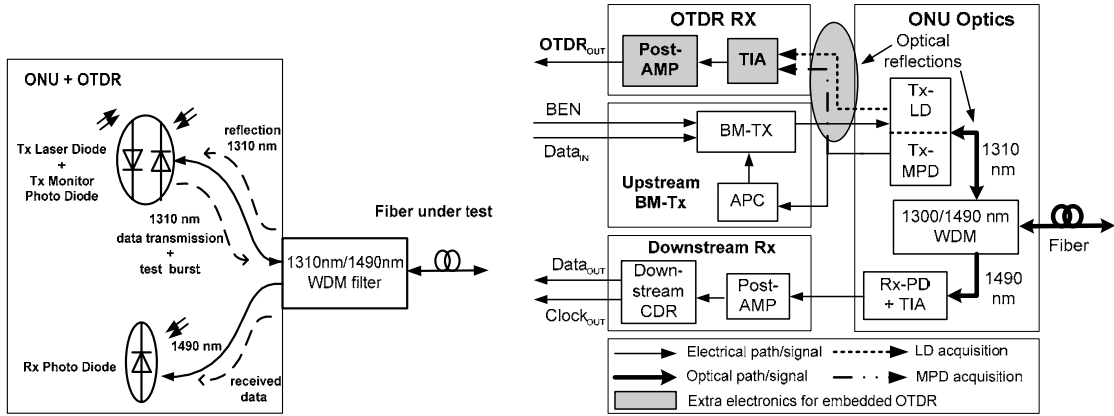 ONU + OTDR
Tx Laser Diode
+
Tx Monitor
Photo Diode
reflection
1310 nm
1310 nm
data transmission
+
test burst
1310nm/1490nm
WDM filter
Fiber under test
1490 nm
Rx Photo Diode
received
data
OTDR RX
ONU Optics
OTDR_OUT
Post-
AMP
TIA
Optical
reflections
BEN
Data_IN
BM-TX
Tx-
LD
Tx-
MPD
1310
nm
Upstream
BM-Tx
APC
1300/1490 nm
WDM
Fiber
Downstream Rx
Data_OUT
Clock_OUT
Down-
stream
CDR
Post-
AMP
Rx-PD
+ TIA
1490
nm
Electrical path/signal
LD acquisition
Optical path/signal
MPD acquisition
Extra electronics for embedded OTDR